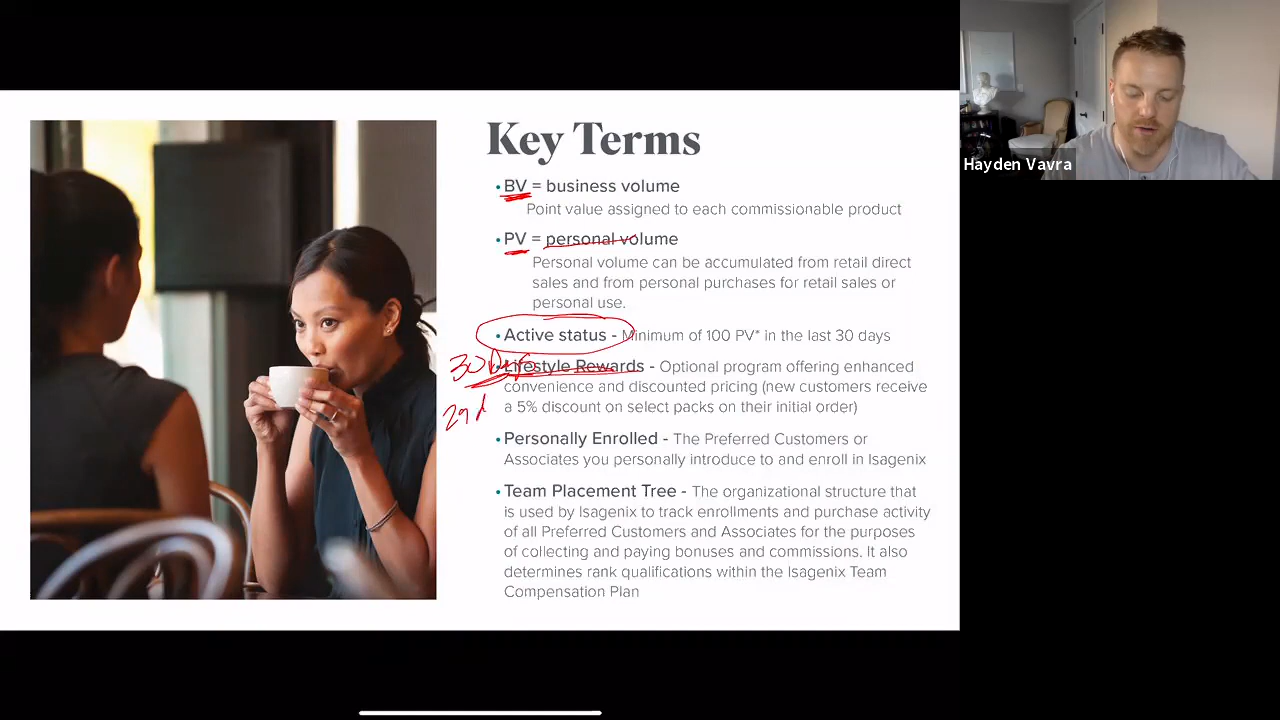 Key Terms
• BV = business volume
Point value assigned to each commissionable product
• PV = personal volume
Personal volume can be accumulated from retail direct
sales and from personal purchases for retail sales or
personal use.
• Active status - Minimum of 100 PV* in the last 30 days
• Lifestyle Rewards - Optional program offering enhanced
convenience and discounted pricing (new customers receive
a 5% discount on select packs on their initial order)
30 Days
29 d
• Personally Enrolled - The Preferred Customers or
Associates you personally introduce to and enroll in Isagenix
• Team Placement Tree - The organizational structure that
is used by Isagenix to track enrollments and purchase activity
of all Preferred Customers and Associates for the purposes
of collecting and paying bonuses and commissions. It also
determines rank qualifications within the Isagenix Team
Compensation Plan
Hayden Vavra